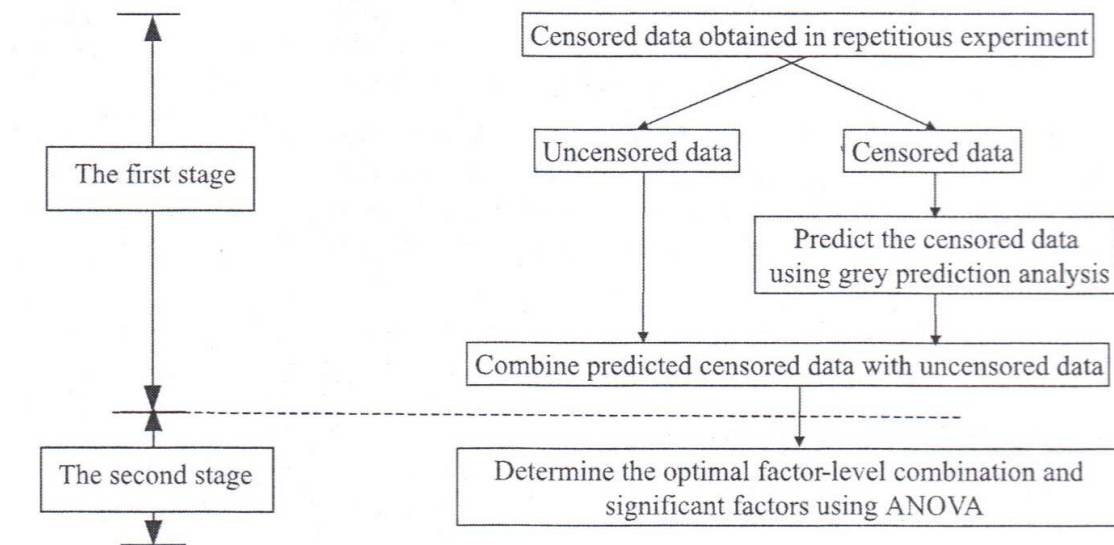 Censored data obtained in repetitious experiment
Uncensored data
Censored data
The first stage
Predict the censored data
using grey prediction analysis
Combine predicted censored data with uncensored data
The second stage
Determine the optimal factor-level combination and
significant factors using ANOVA